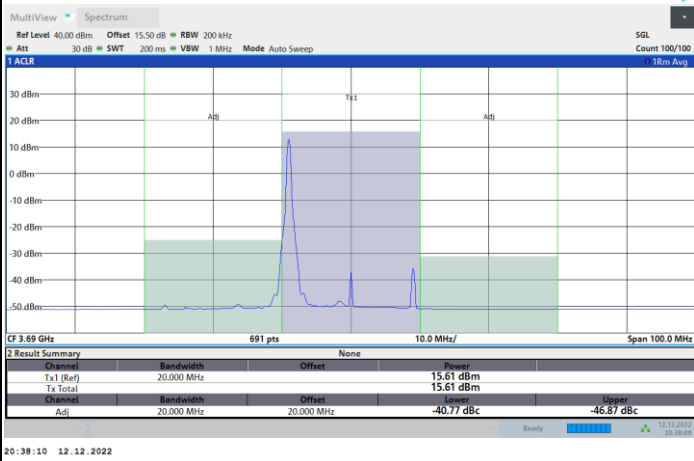 MultiView Spectrum
Ref Level 40.00 dBm Offset 15.50 dB RBW 200 kHz SGL
Att 30 dB SWT 200 ms VBW 1 MHz Mode Auto Sweep Count 100/100
1 ACLR 1Rm Avg
30 dBm
Tx1
20 dBm
Adj Adj
10 dBm
0 dBm
-10 dBm
-20 dBm
-30 dBm
-40 dBm
-50 dBm
CF 3.69 GHz 691 pts 10.0 MHz/ Span 100.0 MHz
2 Result Summary None
Channel Bandwidth Offset Power
Tx1 (Ref) 20.000 MHz 15.61 dBm
Tx Total 15.61 dBm
Channel Bandwidth Offset Lower Upper
Adj 20.000 MHz 20.000 MHz -40.77 dBc -46.87 dBc
Ready 12.12.2022
20:38:09
20:38:10 12.12.2022